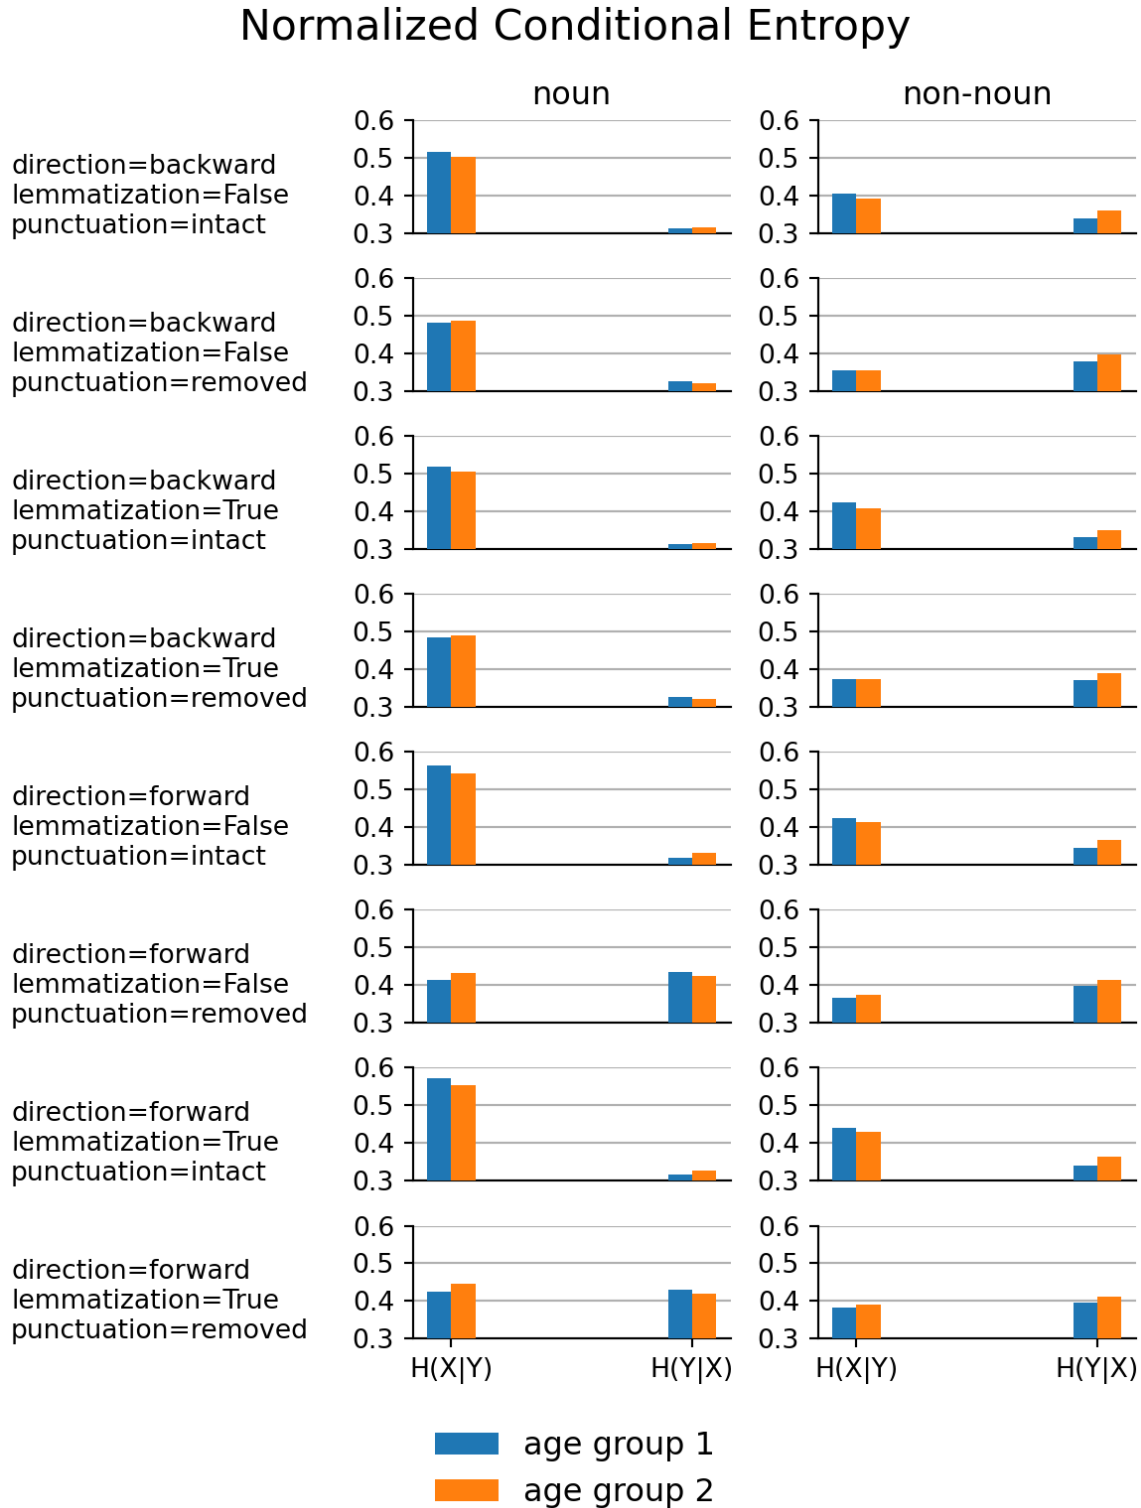 Normalized Conditional Entropy
noun
non-noun
direction=backward
lemmatization=False
punctuation=intact
0.6
0.5
0.4
0.3
0.6
0.5
0.4
0.3
direction=backward
lemmatization=False
punctuation=removed
0.6
0.5
0.4
0.3
0.6
0.5
0.4
0.3
direction=backward
lemmatization=True
punctuation=intact
0.6
0.5
0.4
0.3
0.6
0.5
0.4
0.3
direction=backward
lemmatization=True
punctuation=removed
0.6
0.5
0.4
0.3
0.6
0.5
0.4
0.3
direction=forward
lemmatization=False
punctuation=intact
0.6
0.5
0.4
0.3
0.6
0.5
0.4
0.3
direction=forward
lemmatization=False
punctuation=removed
0.6
0.5
0.4
0.3
0.6
0.5
0.4
0.3
direction=forward
lemmatization=True
punctuation=intact
0.6
0.5
0.4
0.3
0.6
0.5
0.4
0.3
direction=forward
lemmatization=True
punctuation=removed
0.6
0.5
0.4
0.3
0.6
0.5
0.4
0.3
H(X|Y)
H(Y|X)
H(X|Y)
H(Y|X)
age group 1
age group 2